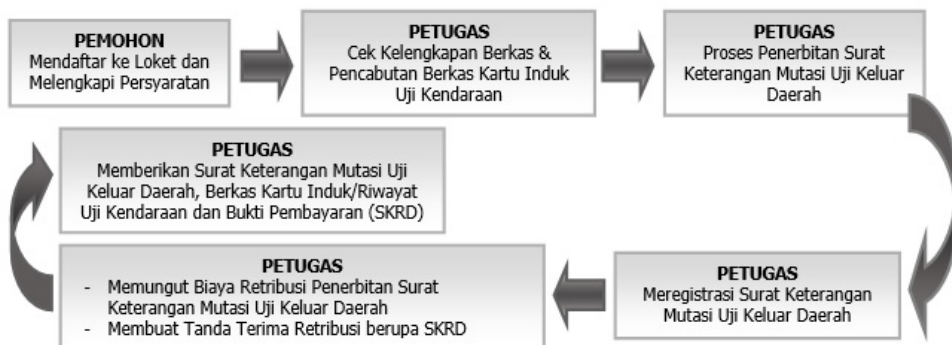 PEMOHON
Mendaftar ke Loket dan
Melengkapi Persyaratan
PETUGAS
Cek Kelengkapan Berkas &
Pencabutan Berkas Kartu Induk
Uji Kendaraan
PETUGAS
Proses Penerbitan Surat
Keterangan Mutasi Uji Keluar
Daerah
PETUGAS
Meregistrasi Surat Keterangan
Mutasi Uji Keluar Daerah
PETUGAS
- Memungut Biaya Retribusi Penerbitan Surat
Keterangan Mutasi Uji Keluar Daerah
- Membuat Tanda Terima Retribusi berupa SKRD
PETUGAS
Memberikan Surat Keterangan Mutasi Uji
Keluar Daerah, Berkas Kartu Induk/Riwayat
Uji Kendaraan dan Bukti Pembayaran (SKRD)